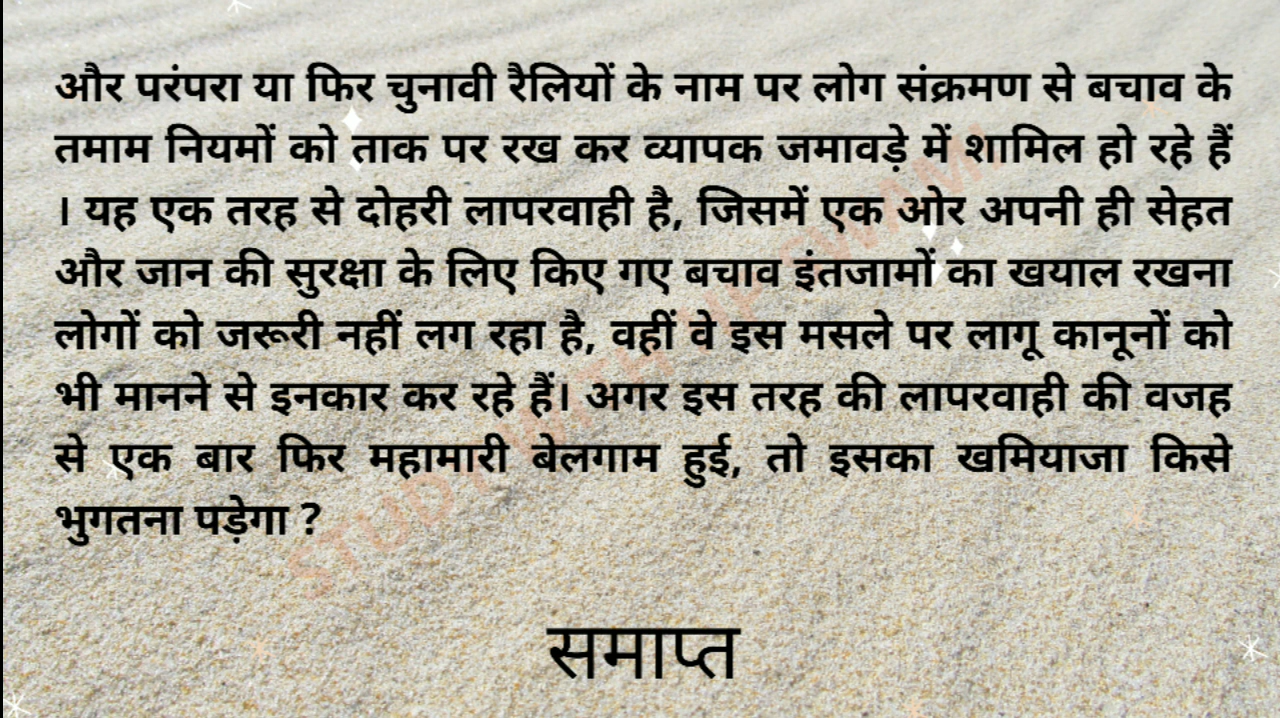 और परंपरा या फिर चुनावी रैलियों के नाम पर लोग संक्रमण से बचाव के
तमाम नियमों को ताक पर रख कर व्यापक जमावड़े में शामिल हो रहे हैं
। यह एक तरह से दोहरी लापरवाही है, जिसमें एक ओर अपनी ही सेहत
और जान की सुरक्षा के लिए किए गए बचाव इंतजामों का खयाल रखना
लोगों को जरूरी नहीं लग रहा है, वहीं वे इस मसले पर लागू कानूनों को
भी मानने से इनकार कर रहे हैं। अगर इस तरह की लापरवाही की वजह
से एक बार फिर महामारी बेलगाम हुई, तो इसका खमियाजा किसे
भुगतना पड़ेगा ?
समाप्त